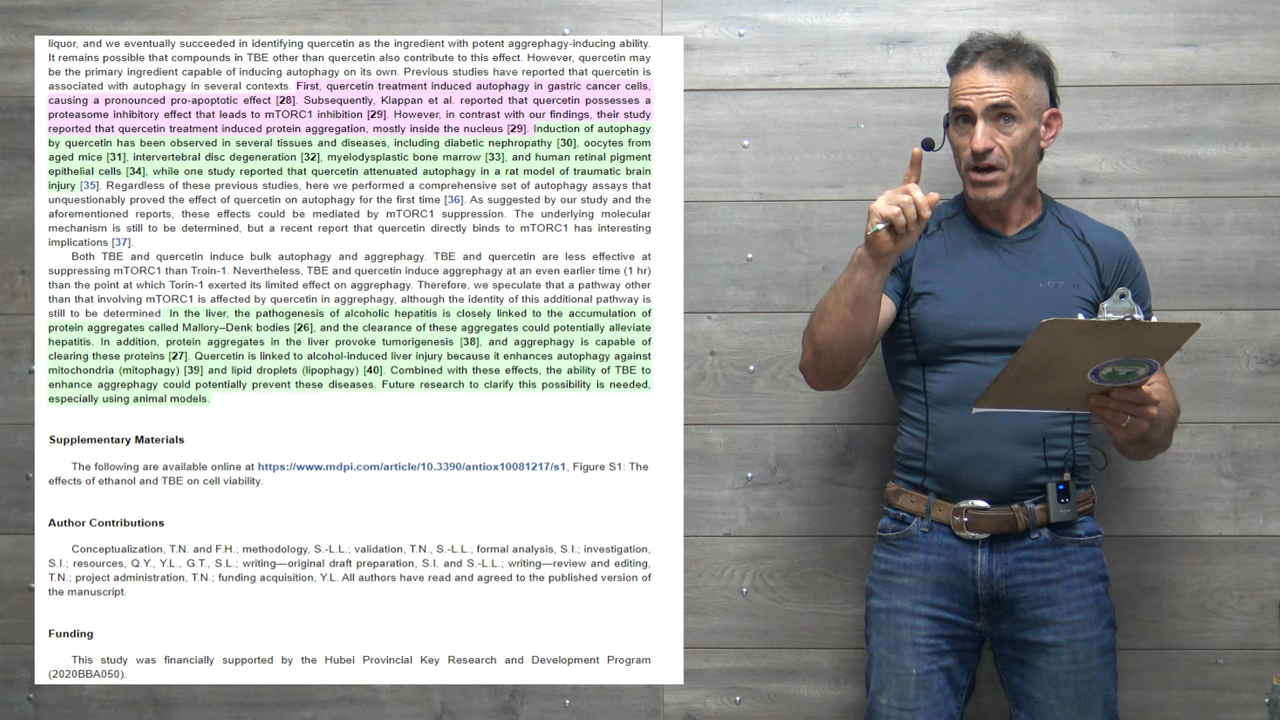 liquor, and we eventually succeeded in identifying quercetin as the ingredient with potent aggrephagy-inducing ability.
It remains possible that compounds in TBE other than quercetin also contribute to this effect. However, quercetin may
be the primary ingredient capable of inducing autophagy on its own. Previous studies have reported that quercetin is
associated with autophagy in several contexts. First, quercetin treatment induced autophagy in gastric cancer cells,
causing a pronounced pro-apoptotic effect [28]. Subsequently, Klappan et al. reported that quercetin possesses a
proteasome inhibitory effect that leads to mTORC1 inhibition [29]. However, in contrast with our findings, their study
reported that quercetin treatment induced protein aggregation, mostly inside the nucleus [29]. Induction of autophagy
by quercetin has been observed in several tissues and diseases, including diabetic nephropathy [30], oocytes from
aged mice [31], intervertebral disc degeneration [32], myelodysplastic bone marrow [33], and human retinal pigment
epithelial cells [34], while one study reported that quercetin attenuated autophagy in a rat model of traumatic brain
injury [35]. Regardless of these previous studies, here we performed a comprehensive set of autophagy assays that
unquestionably proved the effect of quercetin on autophagy for the first time [36]. As suggested by our study and the
aforementioned reports, these effects could be mediated by mTORC1 suppression. The underlying molecular
mechanism is still to be determined, but a recent report that quercetin directly binds to mTORC1 has interesting
implications [37].
Both TBE and quercetin induce bulk autophagy and aggrephagy. TBE and quercetin are less effective at
suppressing mTORC1 than Troin-1. Nevertheless, TBE and quercetin induce aggrephagy at an even earlier time (1 hr)
than the point at which Torin-1 exerted its limited effect on aggrephagy. Therefore, we speculate that a pathway other
than that involving mTORC1 is affected by quercetin in aggrephagy, although the identity of this additional pathway is
still to be determined. In the liver, the pathogenesis of alcoholic hepatitis is closely linked to the accumulation of
protein aggregates called Mallory–Denk bodies [26], and the clearance of these aggregates could potentially alleviate
hepatitis. In addition, protein aggregates in the liver provoke tumorigenesis [38], and aggrephagy is capable of
clearing these proteins [27]. Quercetin is linked to alcohol-induced liver injury because it enhances autophagy against
mitochondria (mitophagy) [39] and lipid droplets (lipophagy) [40]. Combined with these effects, the ability of TBE to
enhance aggrephagy could potentially prevent these diseases. Future research to clarify this possibility is needed,
especially using animal models.
Supplementary Materials
The following are available online at https://www.mdpi.com/article/10.3390/antiox10081217/s1, Figure S1: The
effects of ethanol and TBE on cell viability.
Author Contributions
Conceptualization, T.N. and F.H.; methodology, S.-L.L.; validation, T.N., S.-L.L.; formal analysis, S.I.; investigation,
S.I.; resources, Q.Y., Y.L., G.T., S.L.; writing—original draft preparation, S.I. and S.-L.L.; writing—review and editing,
T.N.; project administration, T.N.; funding acquisition, Y.L. All authors have read and agreed to the published version of
the manuscript.
Funding
This study was financially supported by the Hubei Provincial Key Research and Development Program
(2020BBA050).